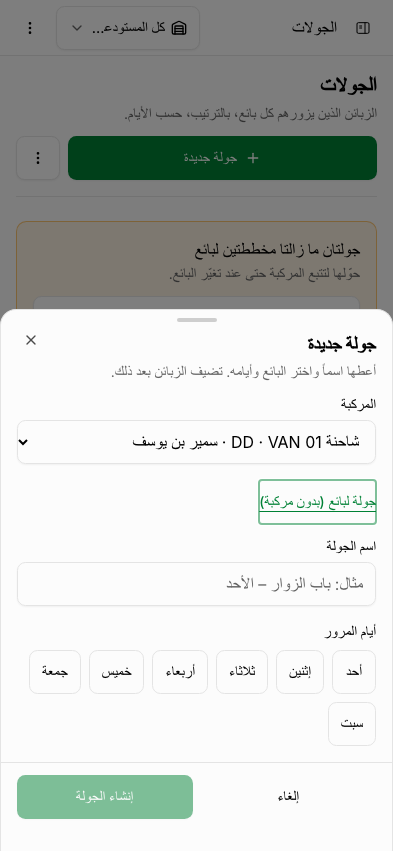 الجولات
كل المستودعـ...
الجولات
الزبائن الذين يزورهم كل بائع، بالترتيب، حسب الأيام.
جولة جديدة
جولتان ما زالتا مخططتين لبائع
حوّلها لتتبع المركبة حتى عند تغيّر البائع.
جولة جديدة
أعطها اسماً واختر البائع وأيامه. تضيف الزبائن بعد ذلك.
المركبة
شاحنة DD · VAN 01 · سمير بن يوسف
جولة لبائع (بدون مركبة)
اسم الجولة
مثال: باب الزوار – الأحد
أيام المرور
أحد
إثنين
ثلاثاء
أربعاء
خميس
جمعة
سبت
إلغاء
إنشاء الجولة